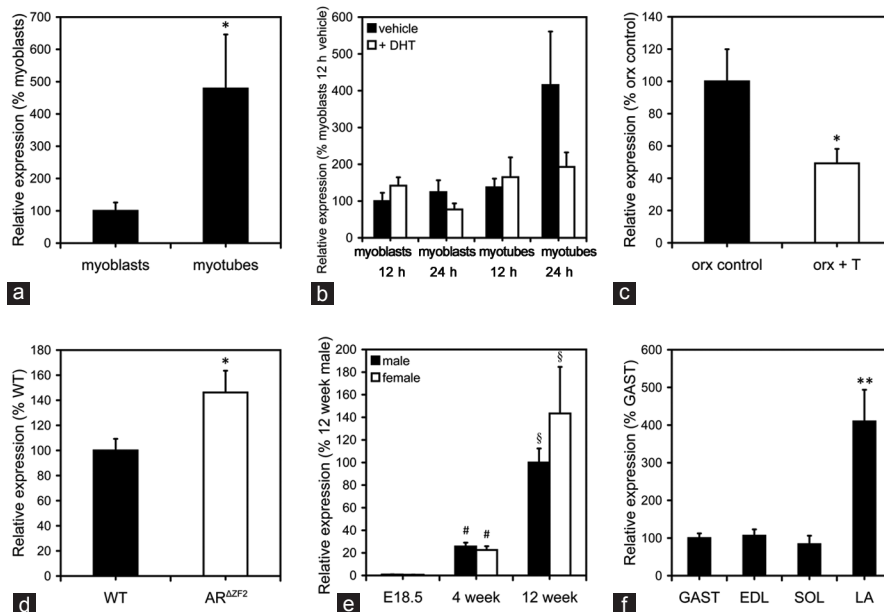 Relative expression (% myoblasts)
700
600
500
400
300
200
100
0
*
myoblasts
myotubes
a
Relative expression (% myoblasts 12 h vehicle)
600
500
400
300
200
100
0
vehicle
+ DHT
myoblasts myoblasts myotubes myotubes
12 h 24 h 12 h 24 h
b
Relative expression (% orx control)
140
120
100
80
60
40
20
0
*
orx control
orx + T
c
Relative expression (% WT)
180
160
140
120
100
80
60
40
20
0
*
WT
ARΔZF2
d
Relative expression (% 12 week male)
200
180
160
140
120
100
80
60
40
20
0
male
female
# #
§ §
E18.5 4 week 12 week
e
Relative expression (% GAST)
600
500
400
300
200
100
0
**
GAST EDL SOL LA
f